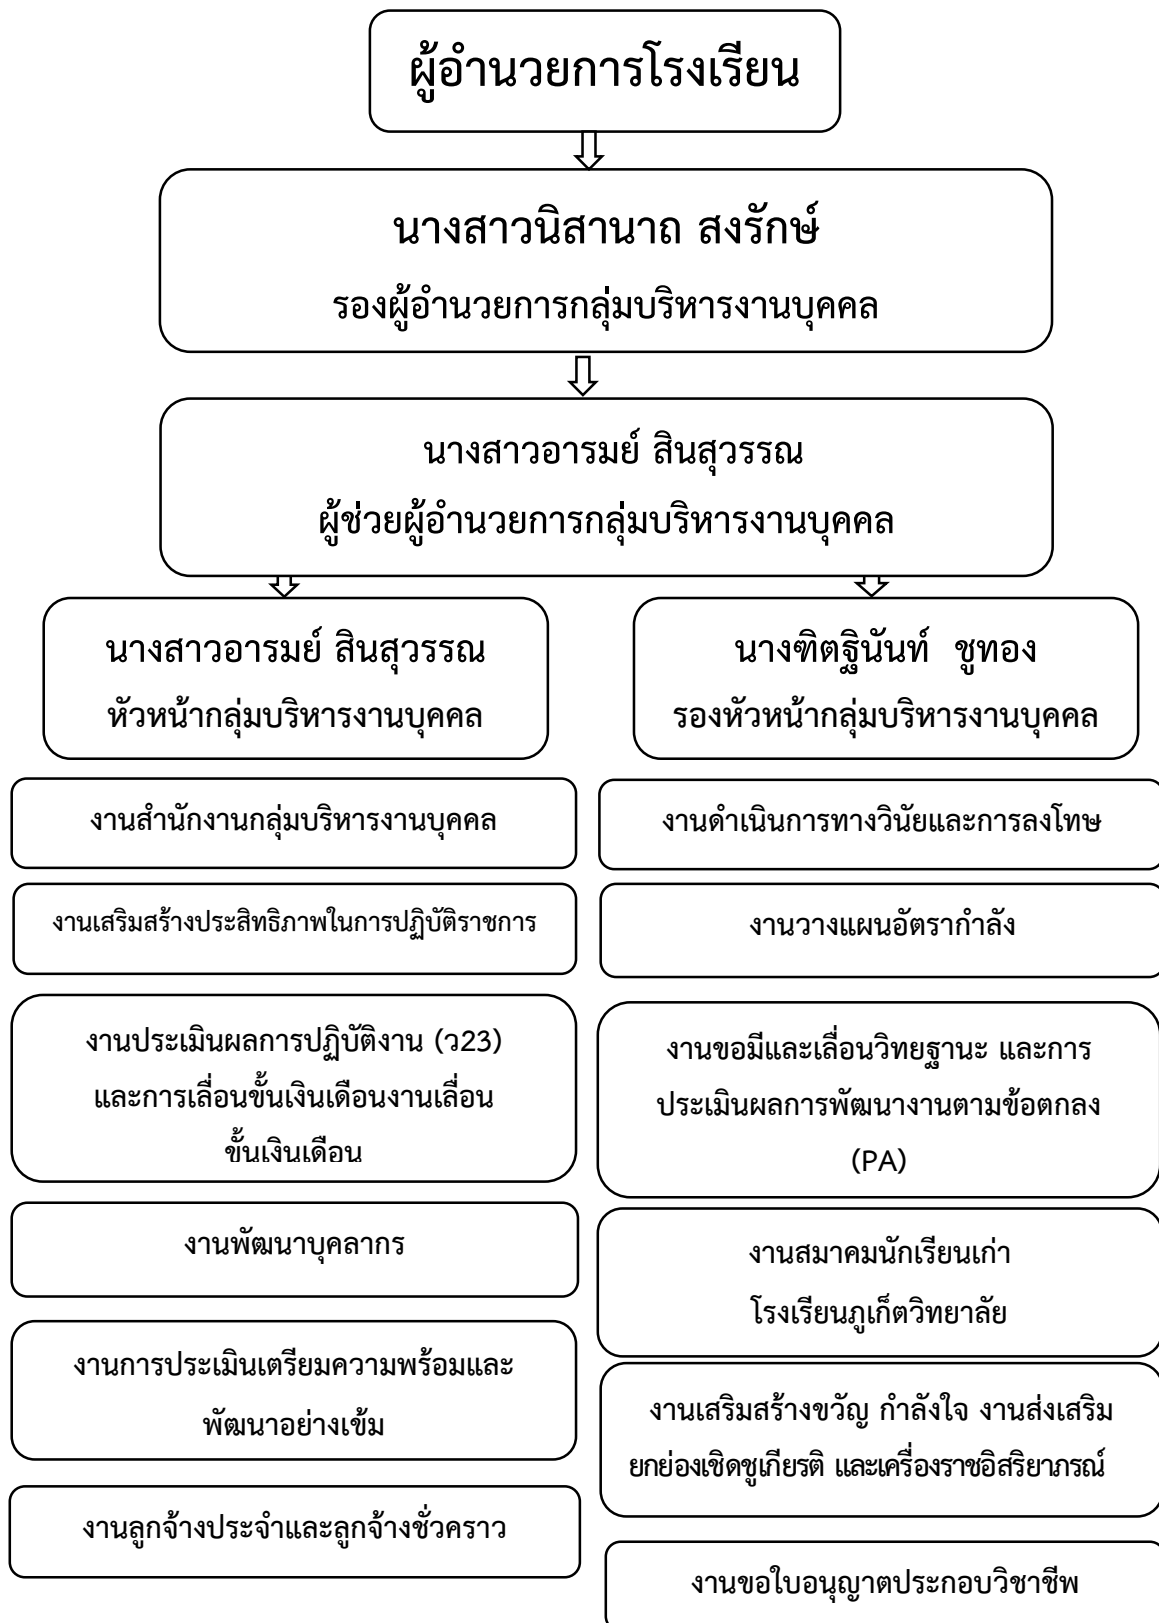 ผู้อำนวยการโรงเรียน
นางสาวนิสานาถ สงรักษ์
รองผู้อำนวยการกลุ่มบริหารงานบุคคล
นางสาวอารมย์ สินสุวรรณ
ผู้ช่วยผู้อำนวยการกลุ่มบริหารงานบุคคล
นางสาวอารมย์ สินสุวรรณ
หัวหน้ากลุ่มบริหารงานบุคคล
นางฑิตฐินันท์ ชูทอง
รองหัวหน้ากลุ่มบริหารงานบุคคล
งานสำนักงานกลุ่มบริหารงานบุคคล
งานเสริมสร้างประสิทธิภาพในการปฏิบัติราชการ
งานประเมินผลการปฏิบัติงาน (ว23)
และการเลื่อนขั้นเงินเดือนงานเลื่อน
ขั้นเงินเดือน
งานพัฒนาบุคลากร
งานการประเมินเตรียมความพร้อมและ
พัฒนาอย่างเข้ม
งานลูกจ้างประจำและลูกจ้างชั่วคราว
งานดำเนินการทางวินัยและการลงโทษ
งานวางแผนอัตรากำลัง
งานขอมีและเลื่อนวิทยฐานะ และการ
ประเมินผลการพัฒนางานตามข้อตกลง
(PA)
งานสมาคมนักเรียนเก่า
โรงเรียนภูเก็ตวิทยาลัย
งานเสริมสร้างขวัญ กำลังใจ งานส่งเสริม
ยกย่องเชิดชูเกียรติ และเครื่องราชอิสริยาภรณ์
งานขอใบอนุญาตประกอบวิชาชีพ